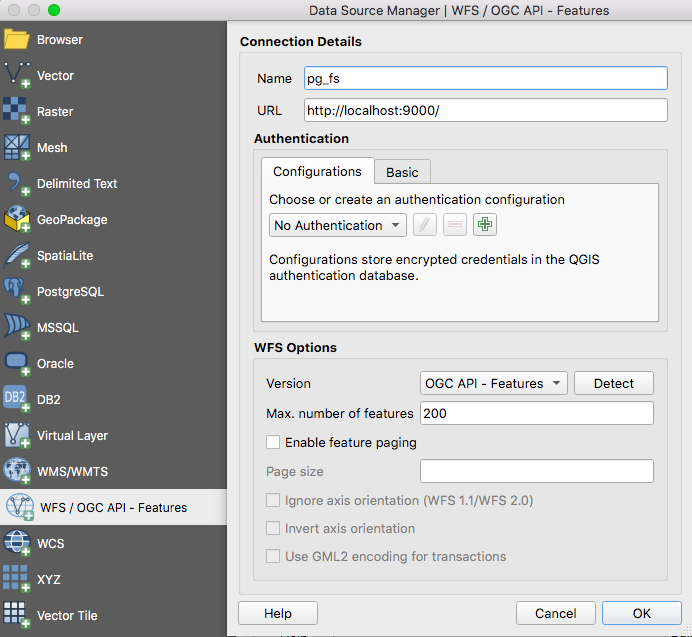 Data Source Manager | WFS / OGC API - Features
Browser
Vector
Raster
Mesh
Delimited Text
GeoPackage
SpatiaLite
PostgreSQL
MSSQL
Oracle
DB2
DB2
Virtual Layer
WMS/WMTS
WFS / OGC API - Features
WCS
XYZ
Vector Tile
Connection Details
Name pg_fs
URL http://localhost:9000/
Authentication
Configurations Basic
Choose or create an authentication configuration
No Authentication
Configurations store encrypted credentials in the QGIS
authentication database.
WFS Options
Version OGC API - Features Detect
Max. number of features 200
Enable feature paging
Page size
Ignore axis orientation (WFS 1.1/WFS 2.0)
Invert axis orientation
Use GML2 encoding for transactions
Help Cancel OK